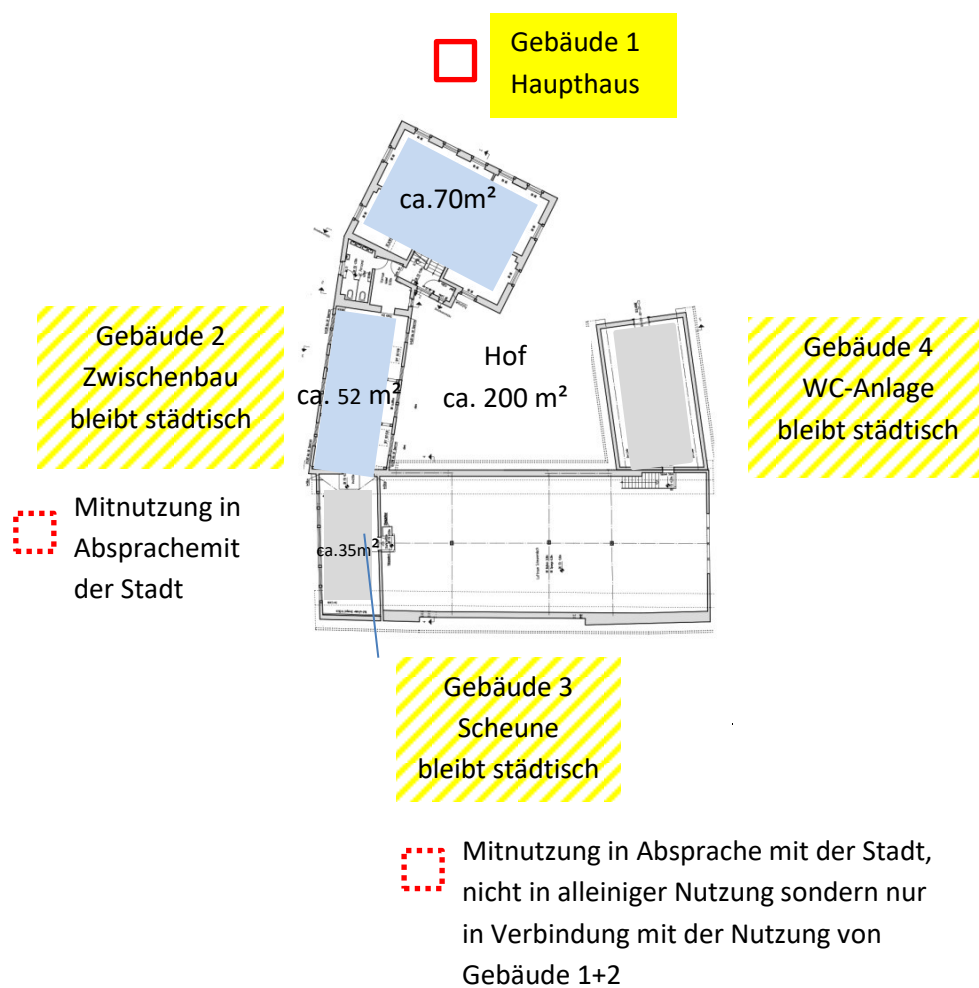 Gebäude 1
Haupthaus
ca.70m²
Gebäude 2
Zwischenbau
bleibt städtisch
ca. 52 m²
Hof
ca. 200 m²
Gebäude 4
WC-Anlage
bleibt städtisch
Mitnutzung in
Absprachemit
der Stadt
ca.35m²
Gebäude 3
Scheune
bleibt städtisch
Mitnutzung in Absprache mit der Stadt,
nicht in alleiniger Nutzung sondern nur
in Verbindung mit der Nutzung von
Gebäude 1+2